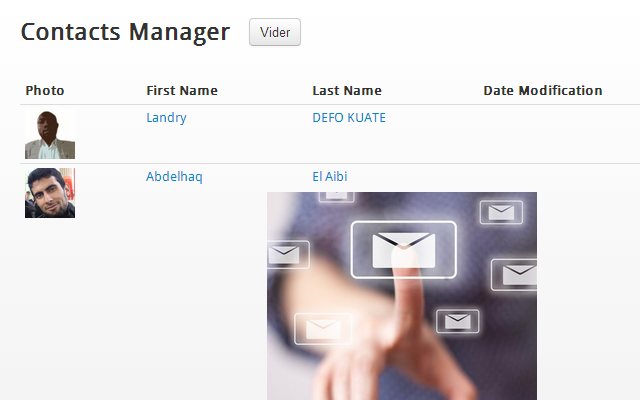 Contacts Manager Vider
Photo First Name Last Name Date Modification
Landry DEFO KUATE
Abdelhaq El Aibi